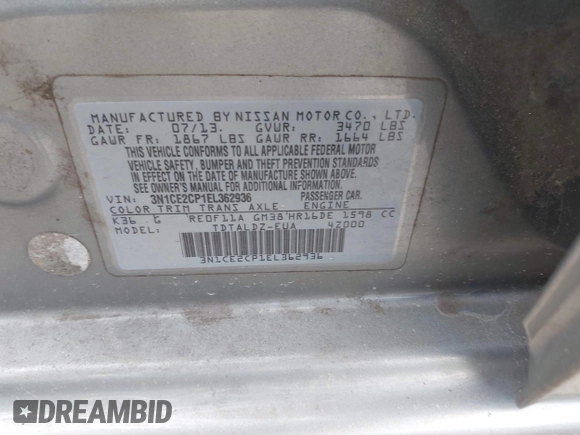 MANUFACTURED BY NISSAN MOTOR CO., LTD.
DATE: 07/13. GVWR: 3470 LBS
GAWR FR: 1867 LBS GAWR RR: 1664 LBS
THIS VEHICLE CONFORMS TO ALL APPLICABLE FEDERAL MOTOR
VEHICLE SAFETY, BUMPER AND THEFT PREVENTION STANDARDS
IN EFFECT ON THE DATE OF MANUFACTURE SHOWN ABOVE.
SEE OWNER'S MANUAL FOR ADDITIONAL INFORMATION.
VIN: 3N1CE2CP1EL362936 PASSENGER CAR.
COLOR TRIM TRANS AXLE ENGINE
K36 G RE0F11A GM38 HR16DE 1598 CC
MODEL: TDTALDZ-EUA 42000
3N1CE2CP1EL362936
DREAMBID